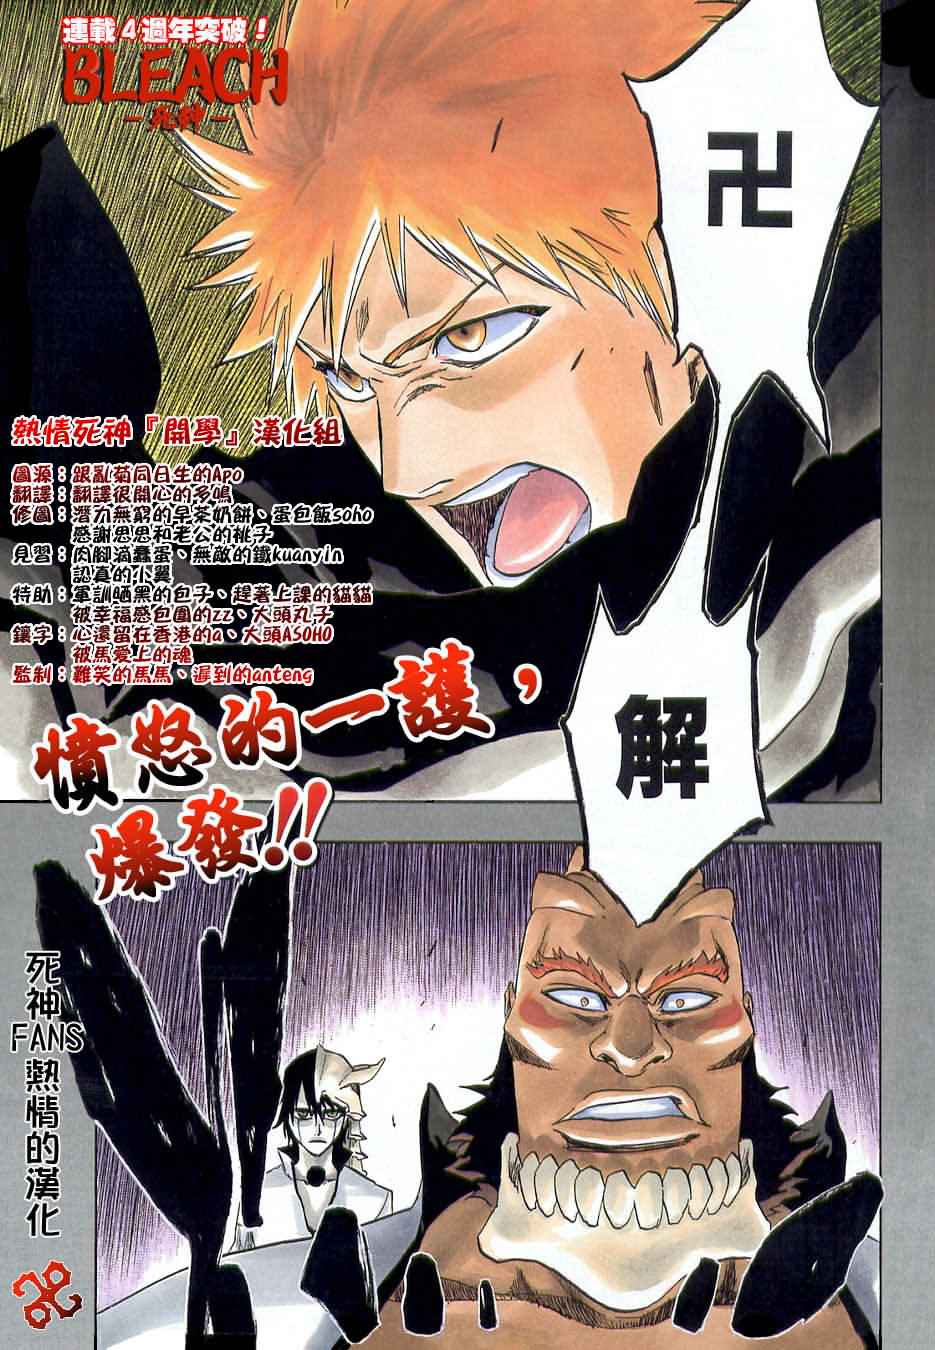 連載4週年突破！
BLEACH
－死神－
卍
解
熱情死神『開學』漢化組
圖源：跟亂菊同日生的Apo
翻譯：翻譯很開心的多鳴
修圖：潛力無窮的早茶奶餅、蛋包飯soho
感謝思思和老公的桃子
見習：肉腳滴蠢蛋、無敵的鐵kuanyin
認真的小翼
特助：軍訓晒黑的包子、趕著上課的貓貓
被幸福感包圍的zz、大頭丸子
鑲字：心還留在香港的a、大頭ASOHO
被馬愛上的魂
監制：難笑的馬馬、遲到的anteng
憤怒的一護，
爆發!!
死神FANS熱情的漢化